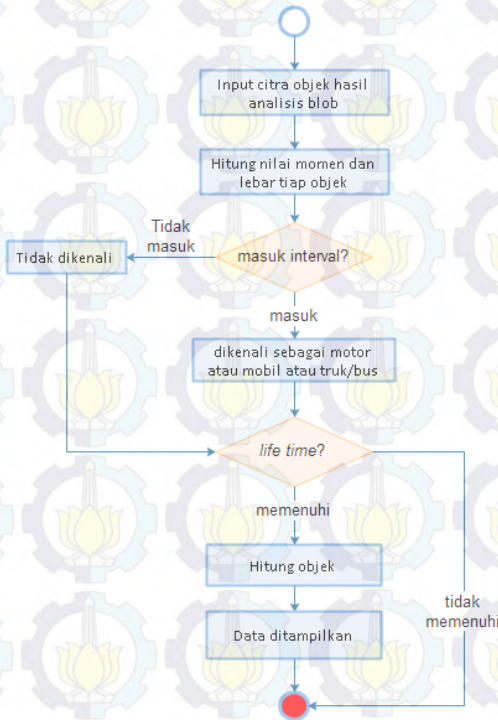 Input citra objek hasil
analisis blob
Hitung nilai momen dan
lebar tiap objek
Tidak
masuk
Tidak dikenali
masuk interval?
masuk
dikenali sebagai motor
atau mobil atau truk/bus
life time?
memenuhi
Hitung objek
tidak
memenuhi
Data ditampilkan